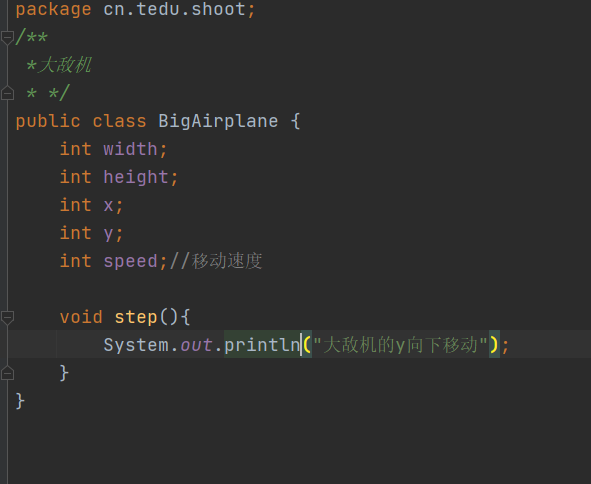 package cn.tedu.shoot;
/**
*大敌机
* */
public class BigAirplane {
int width;
int height;
int x;
int y;
int speed;//移动速度
void step(){
System.out.println("大敌机的y向下移动");
}
}